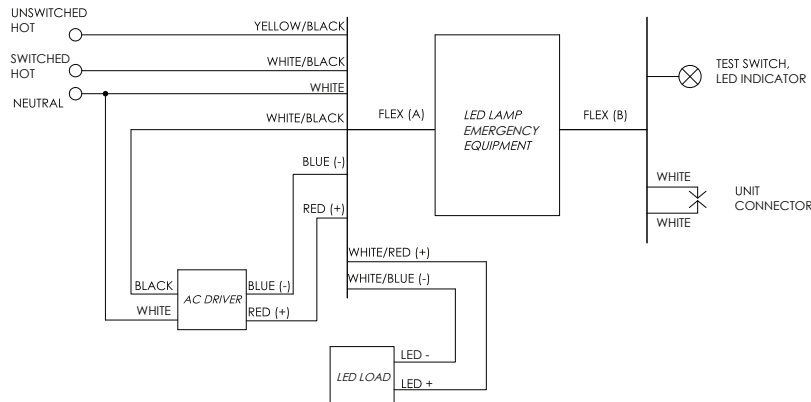 UNSWITCHED
HOT
YELLOW/BLACK
SWITCHED
HOT
WHITE/BLACK
NEUTRAL
WHITE
WHITE/BLACK
FLEX (A)
LED LAMP
EMERGENCY
EQUIPMENT
FLEX (B)
TEST SWITCH,
LED INDICATOR
BLUE (-)
WHITE
UNIT
CONNECTOR
WHITE
RED (+)
WHITE/RED (+)
WHITE/BLUE (-)
BLACK
AC DRIVER
BLUE (-)
WHITE
RED (+)
LED LOAD
LED -
LED +